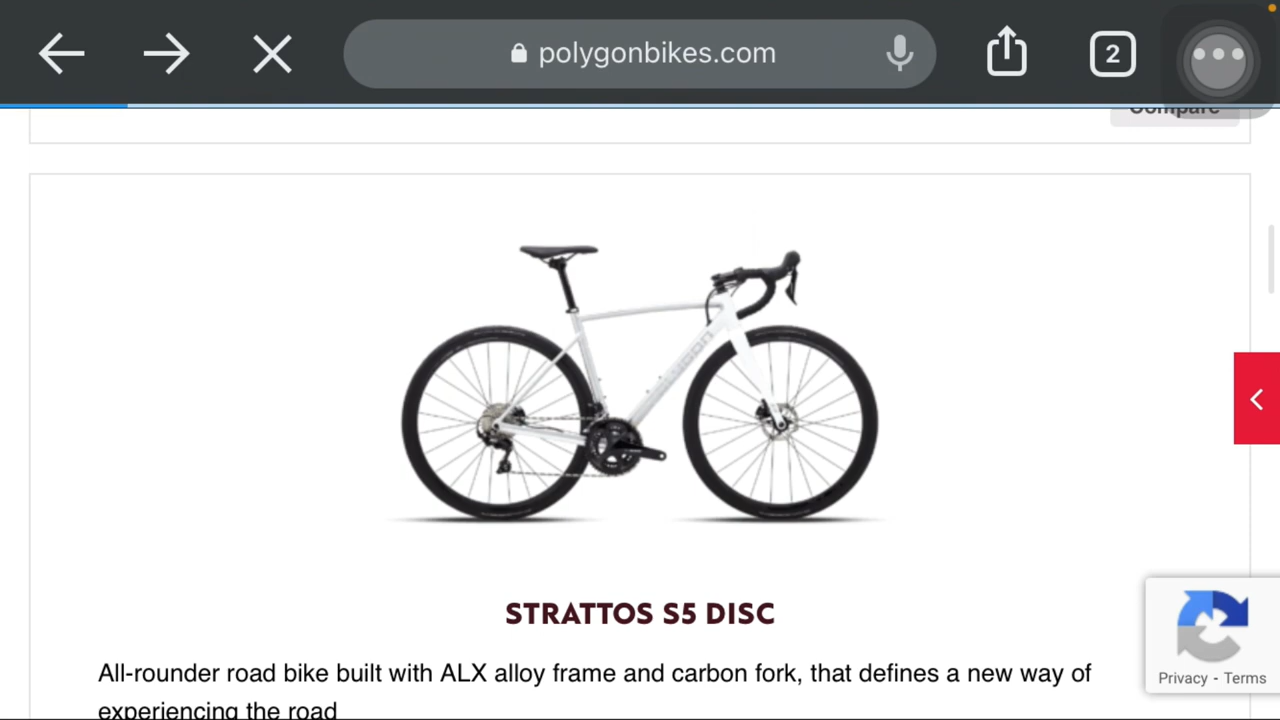 polygonbikes.com
2
Compare
STRATTOS S5 DISC
All-rounder road bike built with ALX alloy frame and carbon fork, that defines a new way of
experiencing the road
Privacy - Terms